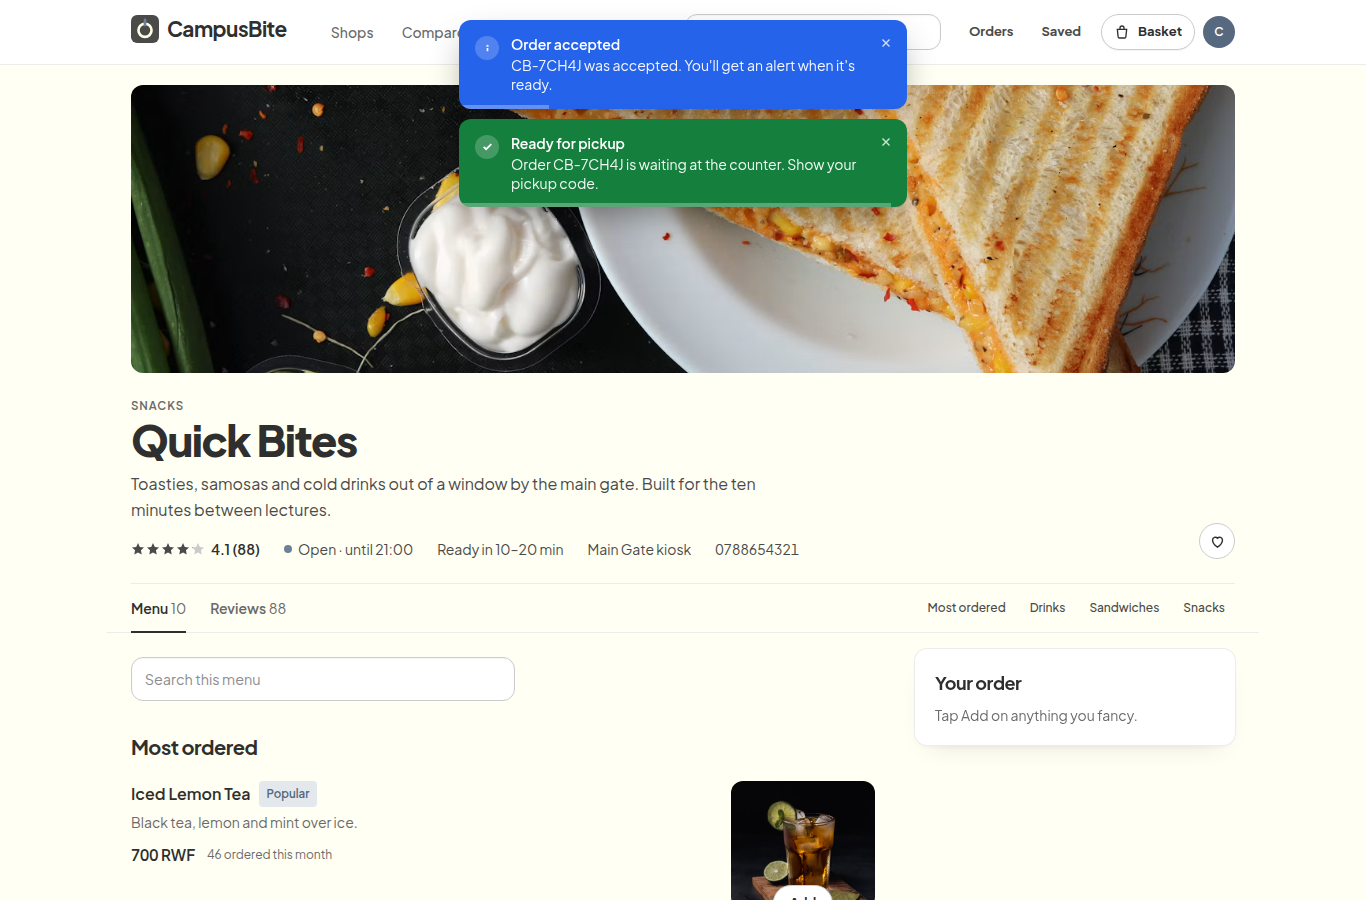 CampusBite
Shops
Orders
Saved
Basket
C
Order accepted
CB-7CH4J was accepted. You'll get an alert when it's
ready.
Ready for pickup
Order CB-7CH4J is waiting at the counter. Show your
pickup code.
SNACKS
Quick Bites
Toasties, samosas and cold drinks out of a window by the main gate. Built for the ten
minutes between lectures.
4.1 (88)
Open · until 21:00
Ready in 10–20 min
Main Gate kiosk
0788654321
Menu 10
Reviews 88
Most ordered
Drinks
Sandwiches
Snacks
Search this menu
Your order
Tap Add on anything you fancy.
Most ordered
Iced Lemon Tea
Popular
Black tea, lemon and mint over ice.
700 RWF
46 ordered this month